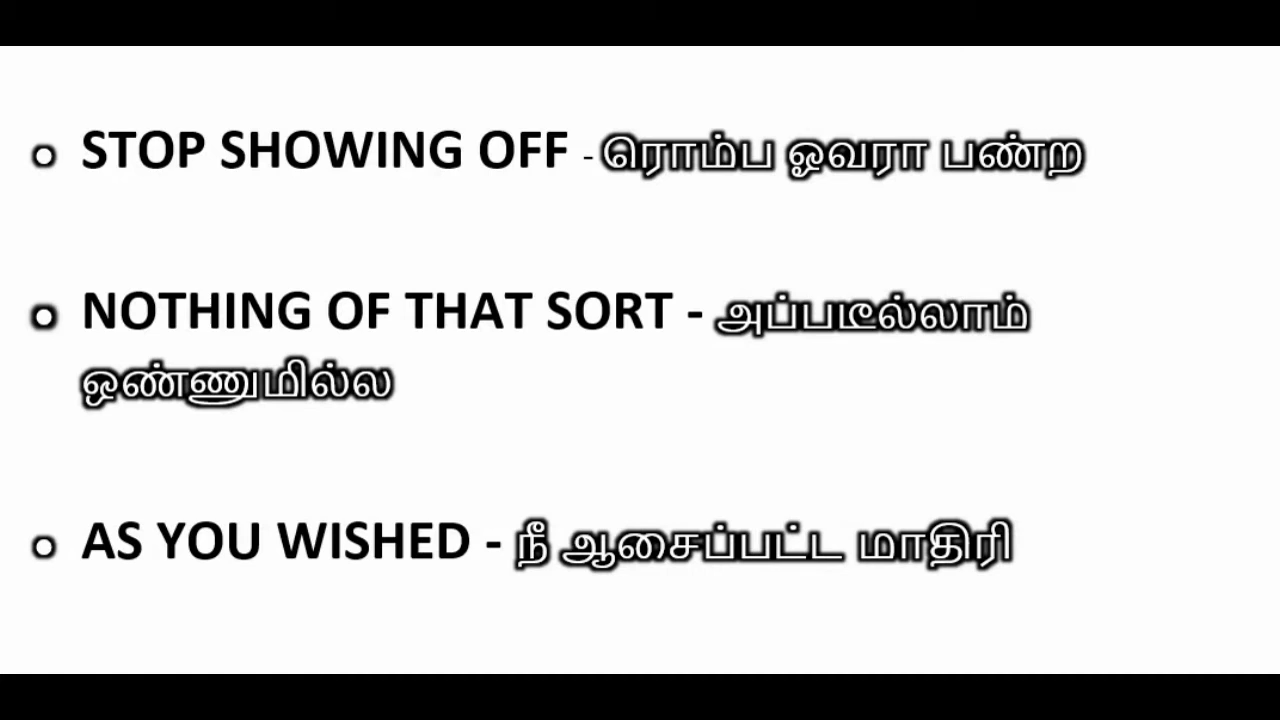 STOP SHOWING OFF - ரொம்ப ஓவரா பண்ற
NOTHING OF THAT SORT - அப்படீல்லாம்
ஒண்ணுமில்ல
AS YOU WISHED - நீ ஆசைப்பட்ட மாதிரி